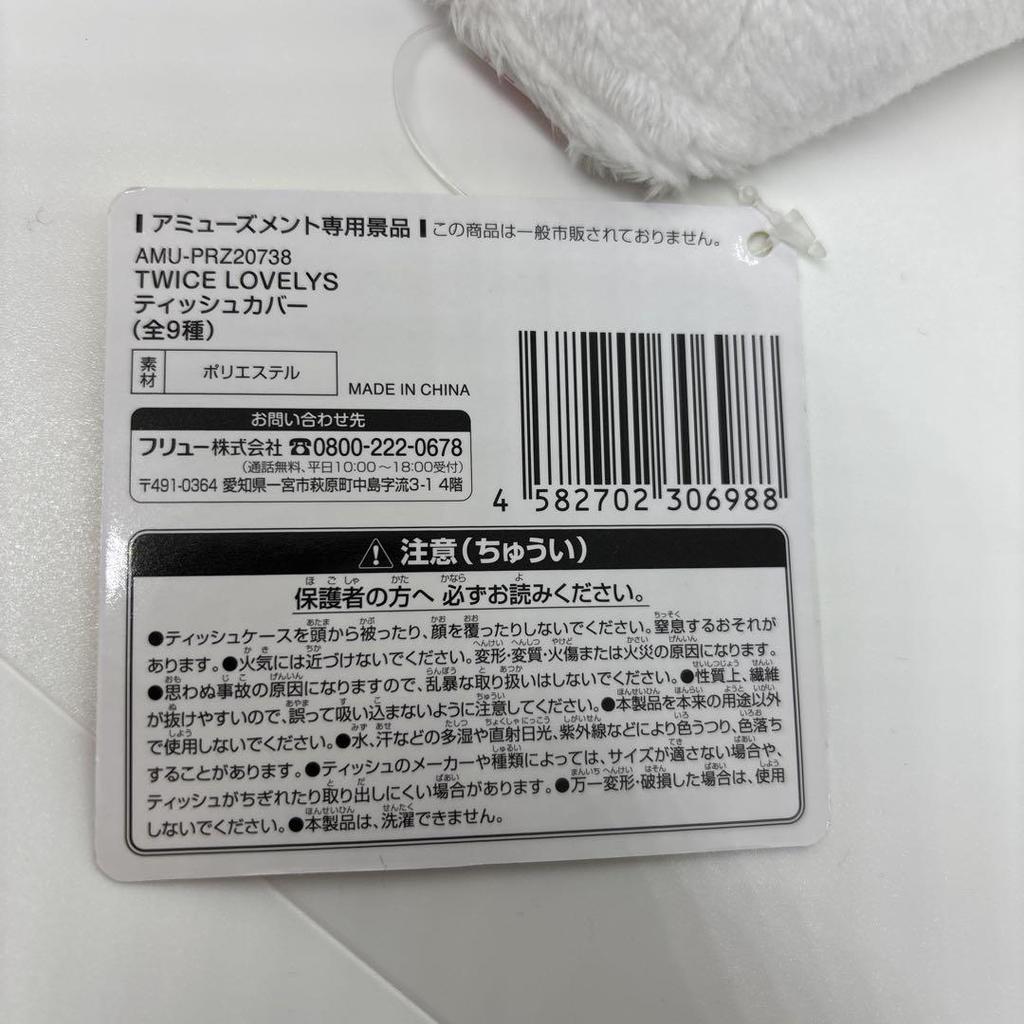 アミューズメント専用景品 この商品は一般市販されておりません。
AMU-PRZ20738
TWICE LOVELYS
ティッシュカバー
(全9種)
素材 ポリエステル
MADE IN CHINA
お問い合わせ先
フリュー株式会社 ☎0800-222-0678
(通話無料、平日10:00~18:00受付)
〒491-0364 愛知県一宮市萩原町中島字流3-1 4階
4 582702 306988
⚠ 注意(ちゅうい)
保護者の方へ 必ずお読みください。
●ティッシュケースを頭から被ったり、顔を覆ったりしないでください。窒息するおそれが
あります。●火気には近づけないでください。変形・変質・火傷または火災の原因になります。
●思わぬ事故の原因になりますので、乱暴な取り扱いはしないでください。●性質上、繊維
が抜けやすいので、誤って吸い込まないように注意してください。●本製品を本来の用途以外
で使用しないでください。●水、汗などの多湿や直射日光、紫外線などにより色うつり、色落ち
することがあります。●ティッシュのメーカーや種類によっては、サイズが適さない場合や、
ティッシュがちぎれたり取り出しにくい場合があります。●万一変形・破損した場合は、使用
しないでください。●本製品は、洗濯できません。